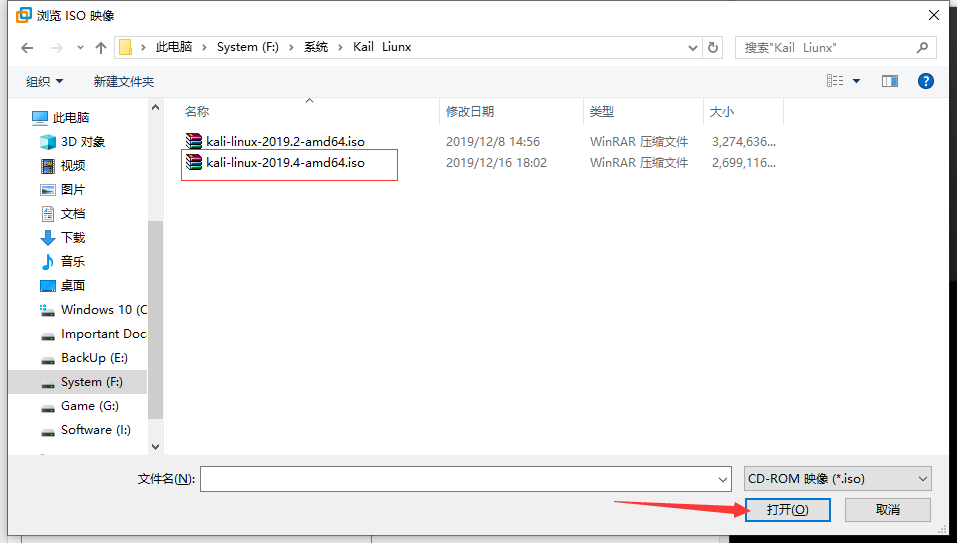 浏览 ISO 映像
此电脑 System (F:) 系统 Kail Liunx
搜索"Kail Liunx"
组织 新建文件夹
名称 修改日期 类型 大小
kali-linux-2019.2-amd64.iso 2019/12/8 14:56 WinRAR 压缩文件 3,274,636...
kali-linux-2019.4-amd64.iso 2019/12/16 18:02 WinRAR 压缩文件 2,699,116...
此电脑
3D 对象
视频
图片
文档
下载
音乐
桌面
Windows 10 (C
Important Doc
BackUp (E:)
System (F:)
Game (G:)
Software (I:)
文件名(N):
CD-ROM 映像 (*.iso)
打开(O) 取消